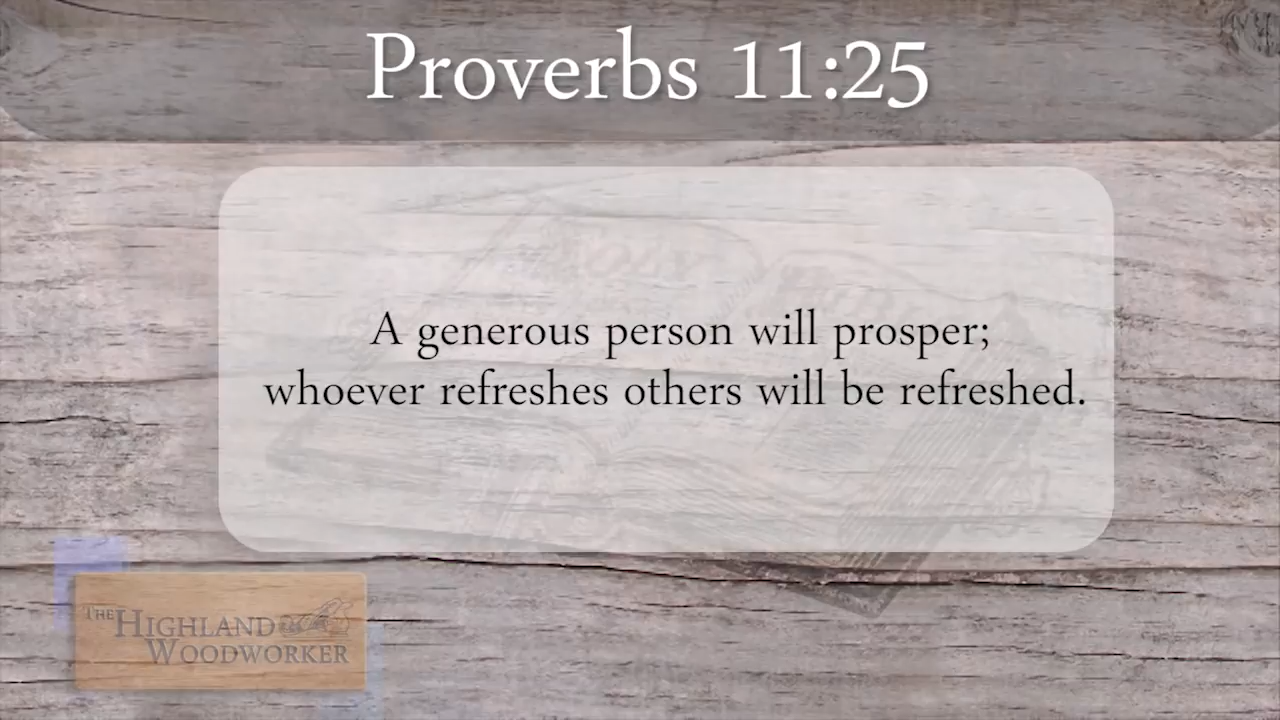 Proverbs 11:25
A generous person will prosper;
whoever refreshes others will be refreshed.
THE HIGHLAND
WOODWORKER